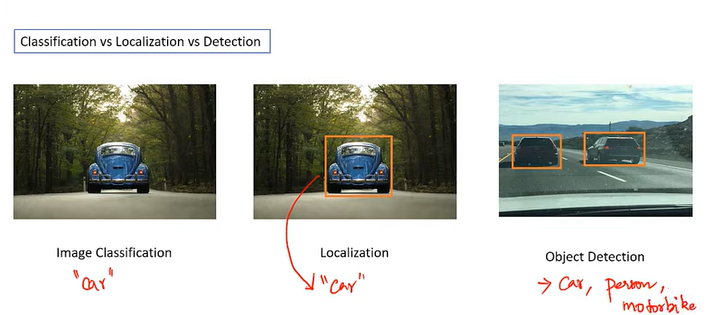 Classification vs Localization vs Detection
Image Classification
Localization
Object Detection
"car"
"car"
→ Car, person,
motorbike